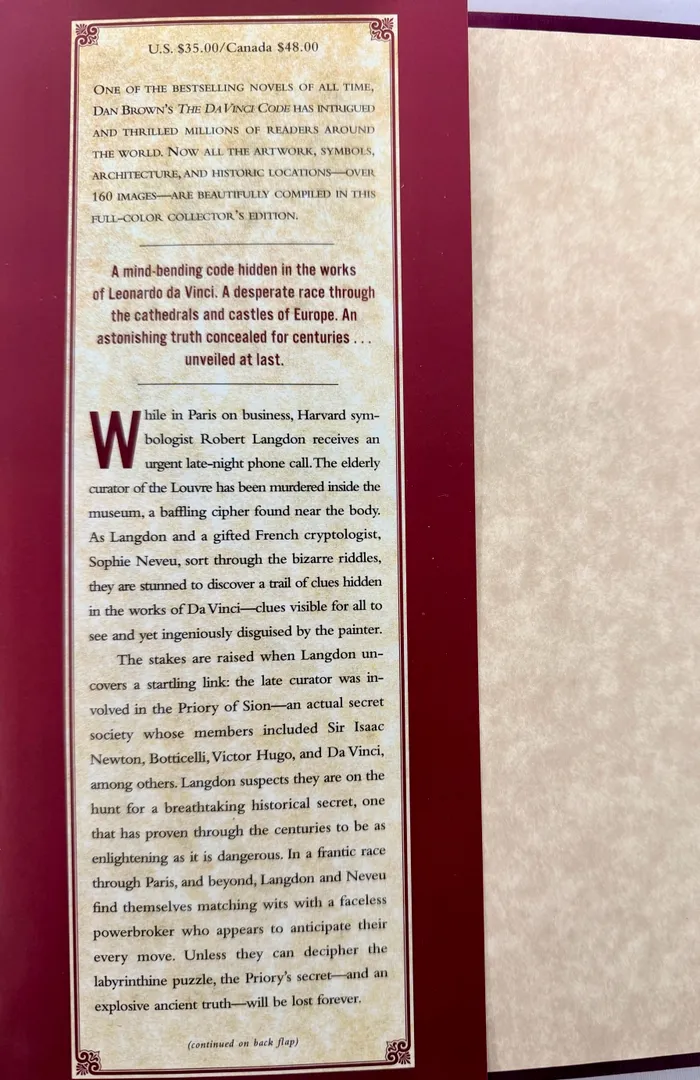 U.S. $35.00/Canada $48.00
ONE OF THE BESTSELLING NOVELS OF ALL TIME,
DAN BROWN'S THE DA VINCI CODE HAS INTRIGUED
AND THRILLED MILLIONS OF READERS AROUND
THE WORLD. NOW ALL THE ARTWORK, SYMBOLS,
ARCHITECTURE, AND HISTORIC LOCATIONS—OVER
160 IMAGES—ARE BEAUTIFULLY COMPILED IN THIS
FULL-COLOR COLLECTOR'S EDITION.
A mind-bending code hidden in the works
of Leonardo da Vinci. A desperate race through
the cathedrals and castles of Europe. An
astonishing truth concealed for centuries . . .
unveiled at last.
While in Paris on business, Harvard sym-
bologist Robert Langdon receives an
urgent late-night phone call. The elderly
curator of the Louvre has been murdered inside the
museum, a baffling cipher found near the body.
As Langdon and a gifted French cryptologist,
Sophie Neveu, sort through the bizarre riddles,
they are stunned to discover a trail of clues hidden
in the works of Da Vinci—clues visible for all to
see and yet ingeniously disguised by the painter.
The stakes are raised when Langdon un-
covers a startling link: the late curator was in-
volved in the Priory of Sion—an actual secret
society whose members included Sir Isaac
Newton, Botticelli, Victor Hugo, and Da Vinci,
among others. Langdon suspects they are on the
hunt for a breathtaking historical secret, one
that has proven through the centuries to be as
enlightening as it is dangerous. In a frantic race
through Paris, and beyond, Langdon and Neveu
find themselves matching wits with a faceless
powerbroker who appears to anticipate their
every move. Unless they can decipher the
labyrinthine puzzle, the Priory's secret—and an
explosive ancient truth—will be lost forever.
(continued on back flap)